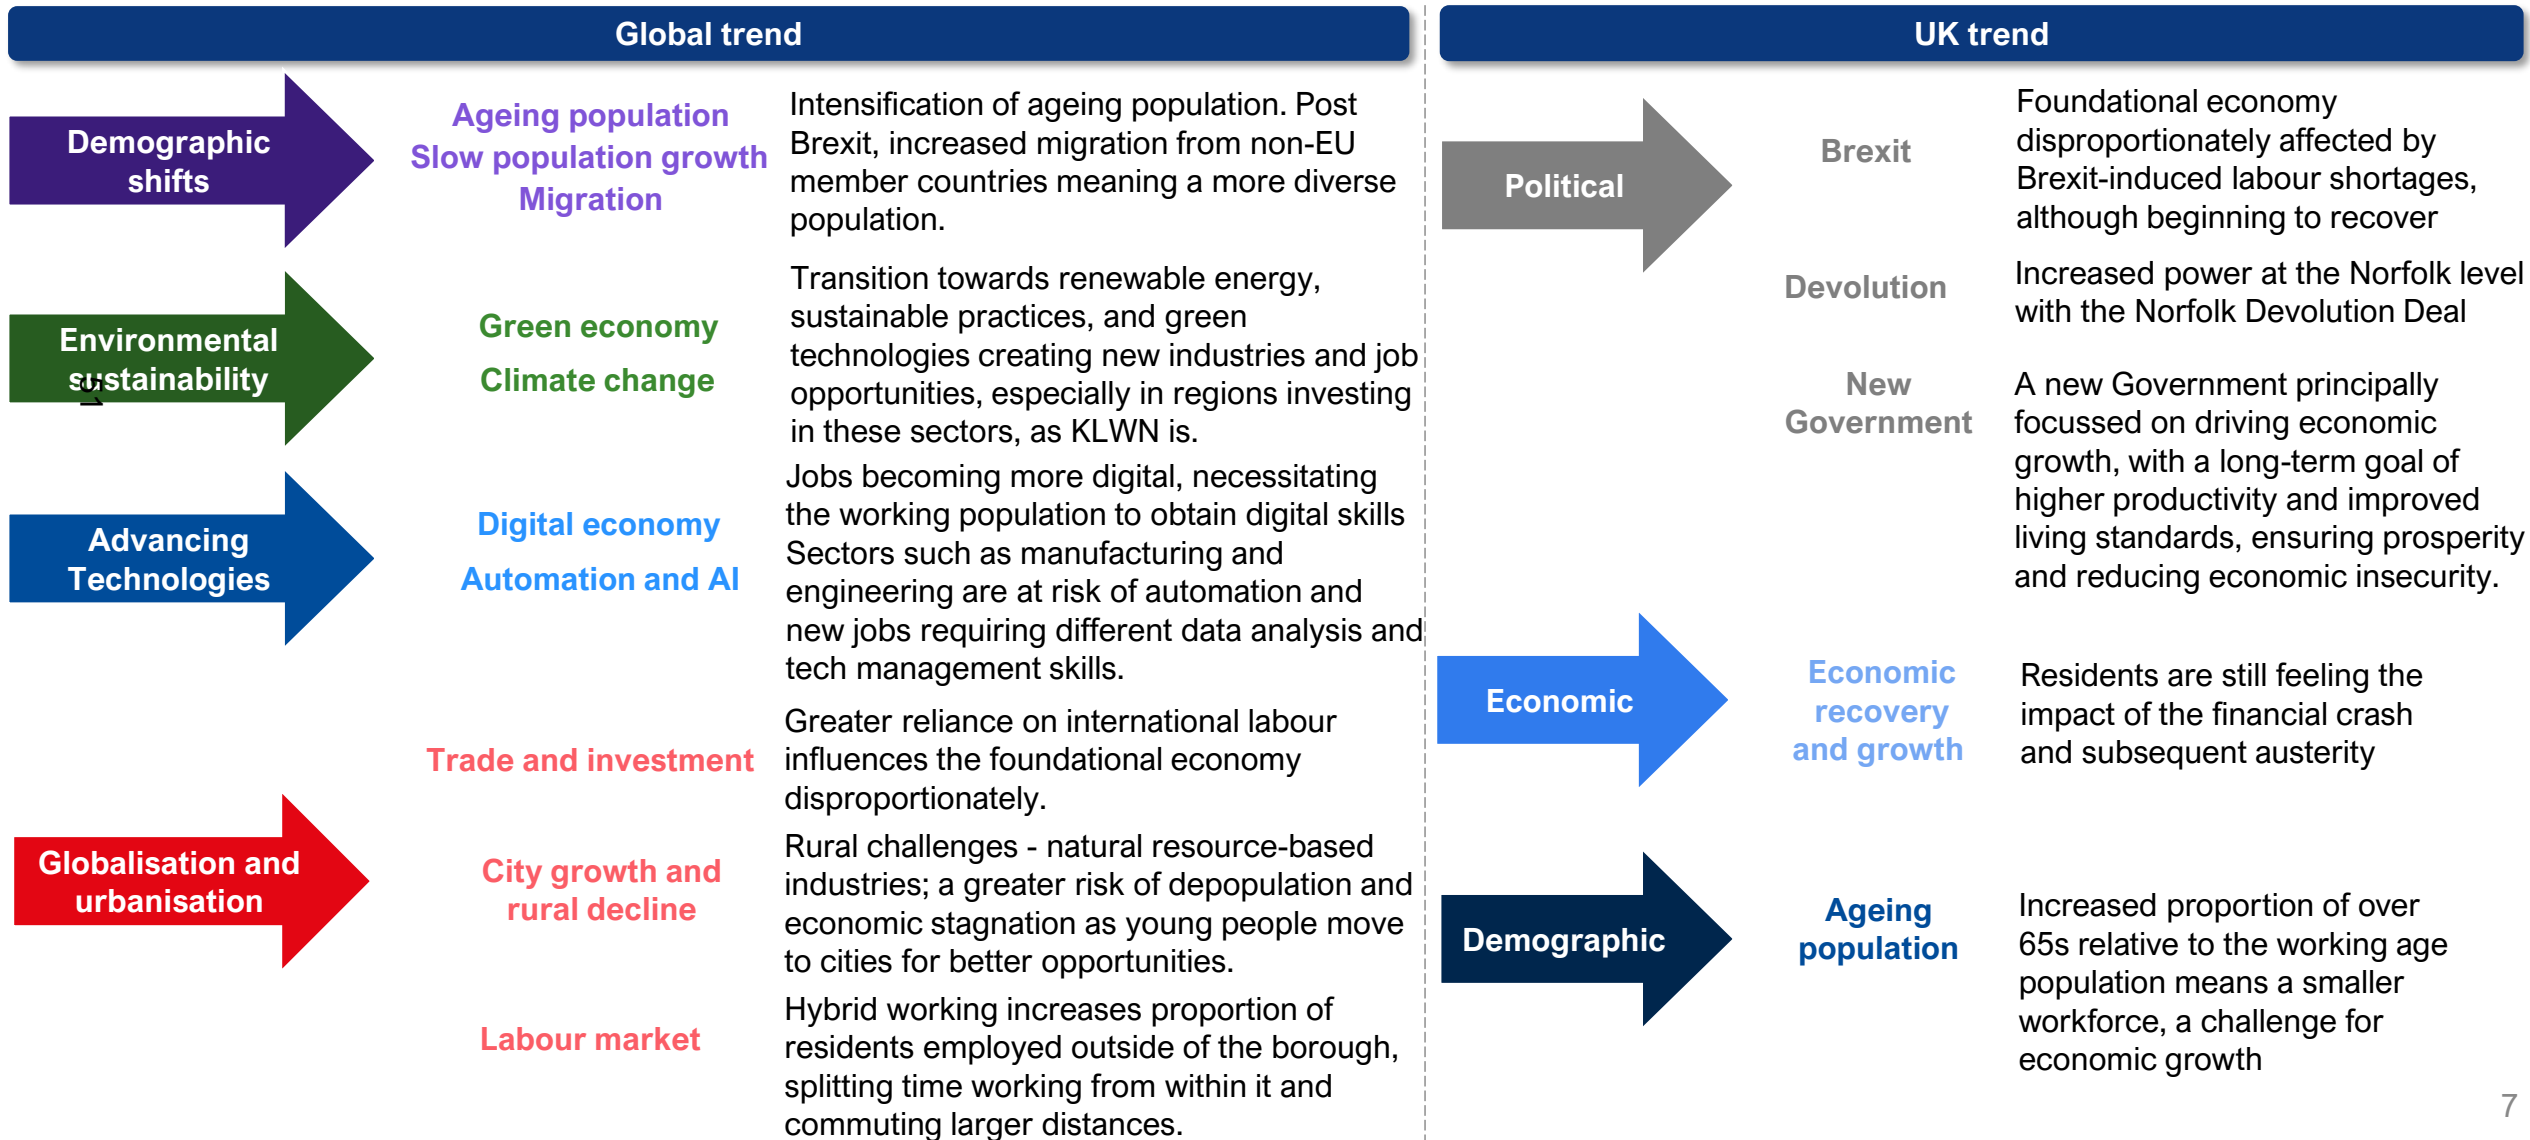 Global trend
Demographic
shifts
Ageing population
Slow population growth
Migration
Intensification of ageing population. Post
Brexit, increased migration from non-EU
member countries meaning a more diverse
population.
Environmental
sustainability
57
Green economy
Climate change
Transition towards renewable energy,
sustainable practices, and green
technologies creating new industries and job
opportunities, especially in regions investing
in these sectors, as KLWN is.
Advancing
Technologies
Digital economy
Automation and AI
Jobs becoming more digital, necessitating
the working population to obtain digital skills
Sectors such as manufacturing and
engineering are at risk of automation and
new jobs requiring different data analysis and
tech management skills.
Globalisation and
urbanisation
Trade and investment
Greater reliance on international labour
influences the foundational economy
disproportionately.
City growth and
rural decline
Rural challenges - natural resource-based
industries; a greater risk of depopulation and
economic stagnation as young people move
to cities for better opportunities.
Labour market
Hybrid working increases proportion of
residents employed outside of the borough,
splitting time working from within it and
commuting larger distances.
UK trend
Political
Brexit
Foundational economy
disproportionately affected by
Brexit-induced labour shortages,
although beginning to recover
Devolution
Increased power at the Norfolk level
with the Norfolk Devolution Deal
New
Government
A new Government principally
focussed on driving economic
growth, with a long-term goal of
higher productivity and improved
living standards, ensuring prosperity
and reducing economic insecurity.
Economic
Economic
recovery
and growth
Residents are still feeling the
impact of the financial crash
and subsequent austerity
Demographic
Ageing
population
Increased proportion of over
65s relative to the working age
population means a smaller
workforce, a challenge for
economic growth
7